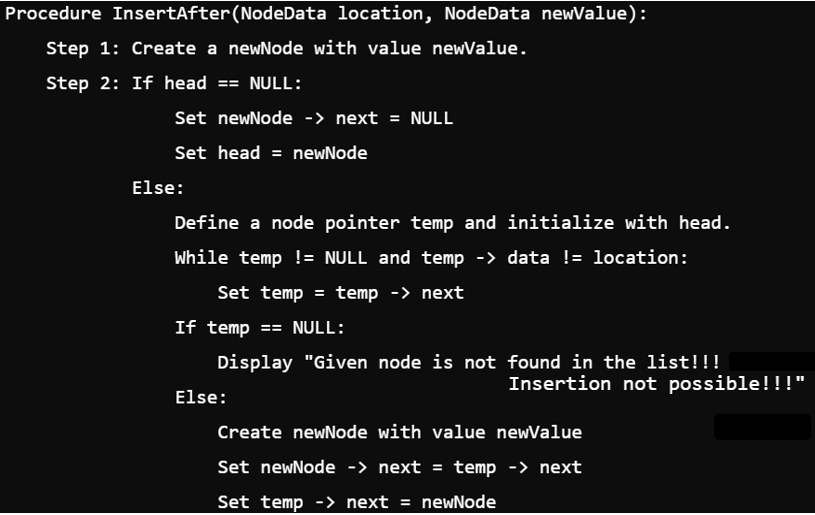 Procedure InsertAfter(NodeData location, NodeData newValue):
Step 1: Create a newNode with value newValue.
Step 2: If head == NULL:
Set newNode -> next = NULL
Set head = newNode
Else:
Define a node pointer temp and initialize with head.
While temp != NULL and temp -> data != location:
Set temp = temp -> next
If temp == NULL:
Display "Given node is not found in the list!!!
Insertion not possible!!!"
Else:
Create newNode with value newValue
Set newNode -> next = temp -> next
Set temp -> next = newNode